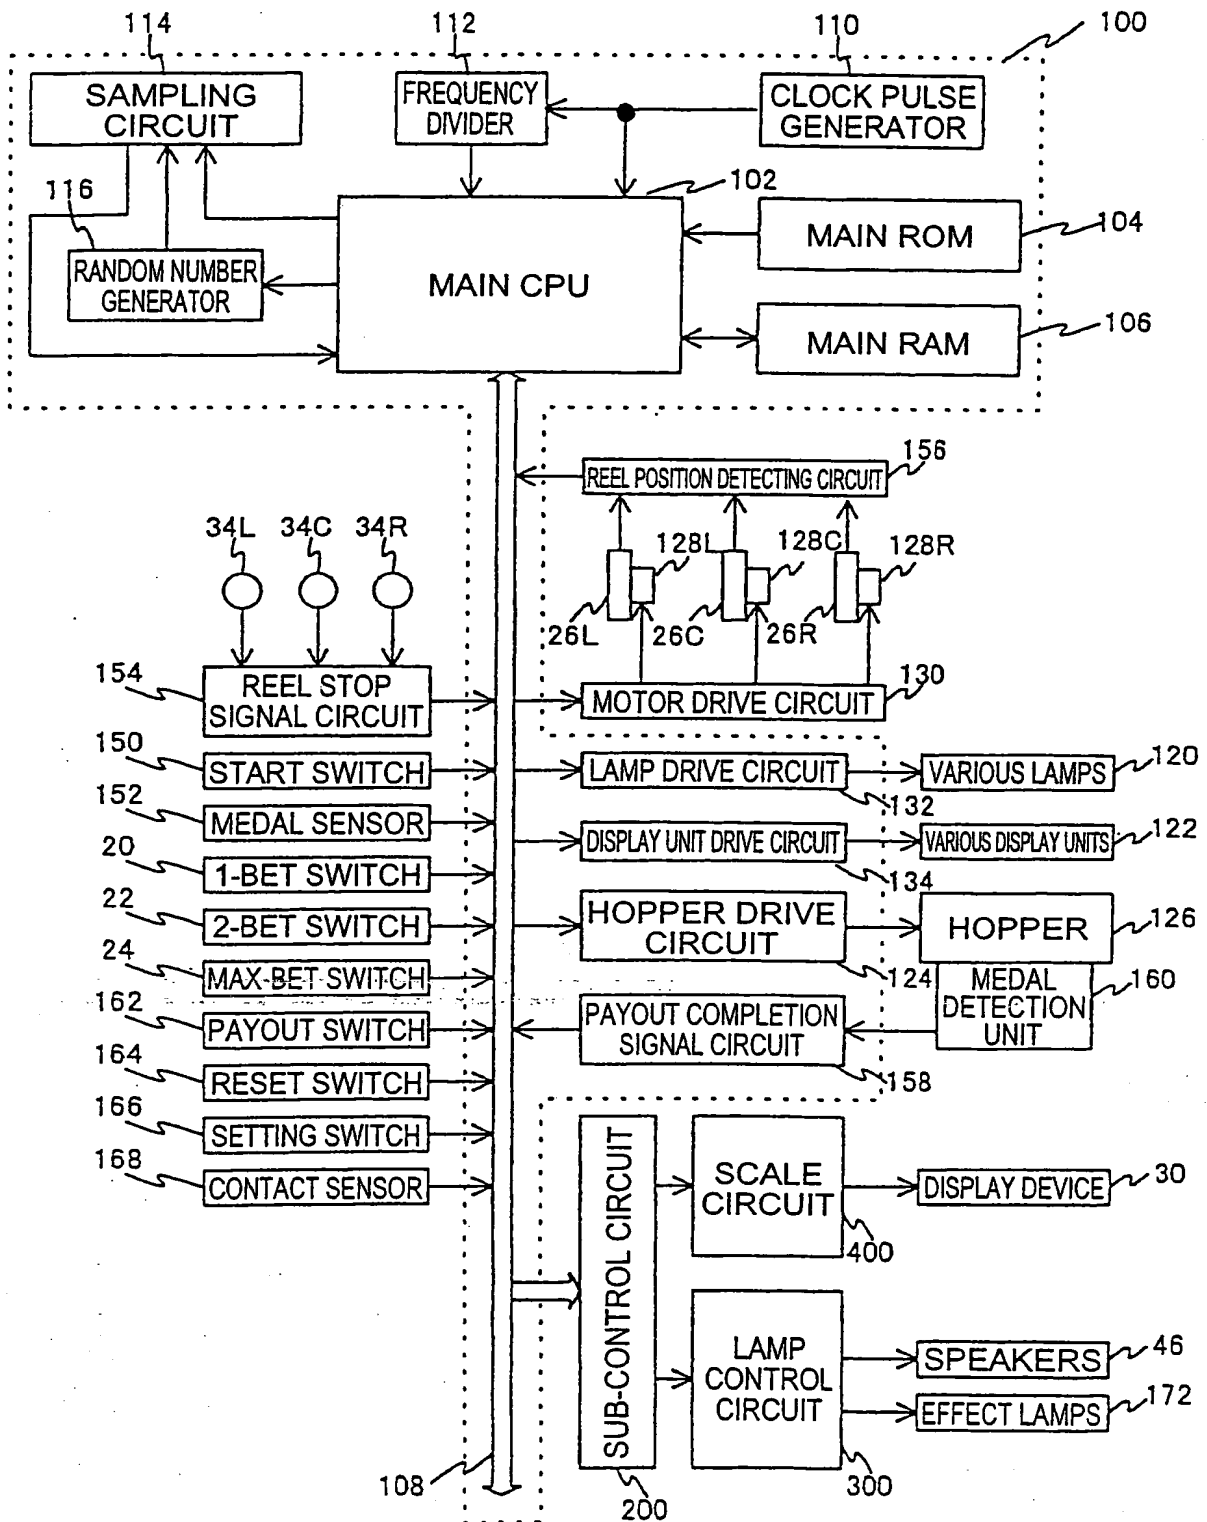 114
112
110
100
SAMPLING
CIRCUIT
FREQUENCY
DIVIDER
CLOCK PULSE
GENERATOR
116
102
RANDOM NUMBER
GENERATOR
MAIN CPU
MAIN ROM
104
MAIN RAM
106
156
REEL POSITION DETECTING CIRCUIT
34L
34C
34R
128L
128C
128R
26L
26C
26R
154
REEL STOP
SIGNAL CIRCUIT
MOTOR DRIVE CIRCUIT
130
150
START SWITCH
LAMP DRIVE CIRCUIT
132
VARIOUS LAMPS
120
152
MEDAL SENSOR
DISPLAY UNIT DRIVE CIRCUIT
134
VARIOUS DISPLAY UNITS
122
20
1-BET SWITCH
22
2-BET SWITCH
HOPPER DRIVE
CIRCUIT
124
HOPPER
126
24
MAX-BET SWITCH
MEDAL
DETECTION
UNIT
160
162
PAYOUT SWITCH
PAYOUT COMPLETION
SIGNAL CIRCUIT
158
164
RESET SWITCH
166
SETTING SWITCH
168
CONTACT SENSOR
SUB-CONTROL CIRCUIT
200
SCALE
CIRCUIT
400
DISPLAY DEVICE
30
LAMP
CONTROL
CIRCUIT
300
SPEAKERS
46
EFFECT LAMPS
172
108